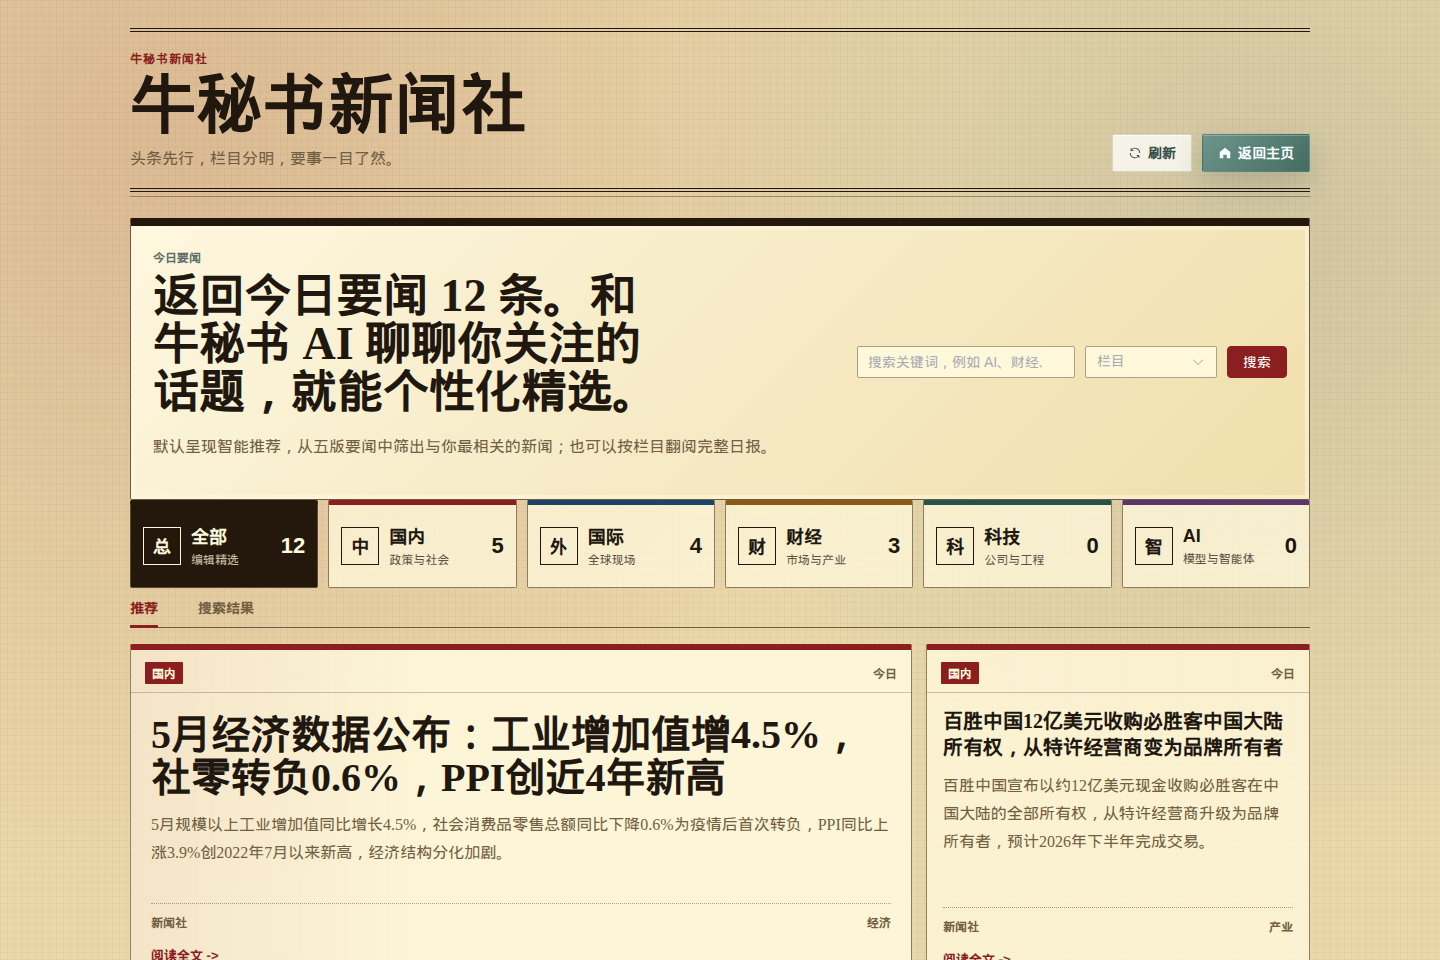 牛秘书新闻社
牛秘书新闻社
头条先行，栏目分明，要事一目了然。
刷新
返回主页
今日要闻
返回今日要闻 12 条。和
牛秘书 AI 聊聊你关注的
话题，就能个性化精选。
默认呈现智能推荐，从五版要闻中筛出与你最相关的新闻；也可以按栏目翻阅完整日报。
搜索关键词，例如 AI、财经、
栏目
搜索
总
全部
编辑精选
12
中
国内
政策与社会
5
外
国际
全球现场
4
财
财经
市场与产业
3
科
科技
公司与工程
0
智
AI
模型与智能体
0
推荐
搜索结果
国内
今日
5月经济数据公布：工业增加值增4.5%，
社零转负0.6%，PPI创近4年新高
5月规模以上工业增加值同比增长4.5%，社会消费品零售总额同比下降0.6%为疫情后首次转负，PPI同比上
涨3.9%创2022年7月以来新高，经济结构分化加剧。
新闻社
经济
阅读全文 ->
国内
今日
百胜中国12亿美元收购必胜客中国大陆
所有权，从特许经营商变为品牌所有者
百胜中国宣布以约12亿美元现金收购必胜客在中
国大陆的全部所有权，从特许经营商升级为品牌
所有者，预计2026年下半年完成交易。
新闻社
产业
阅读全文 ->